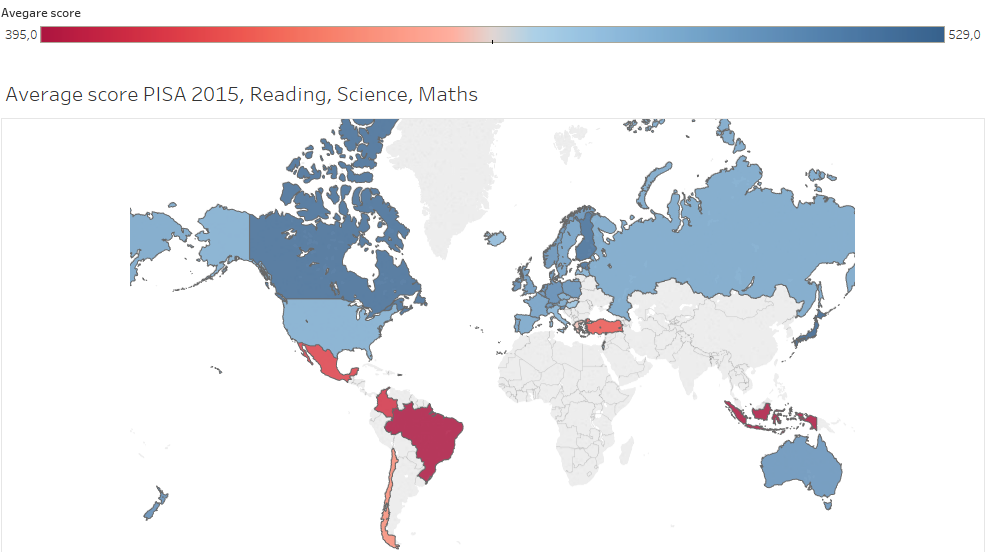 Avegare score
395,0 529,0
Average score PISA 2015, Reading, Science, Maths